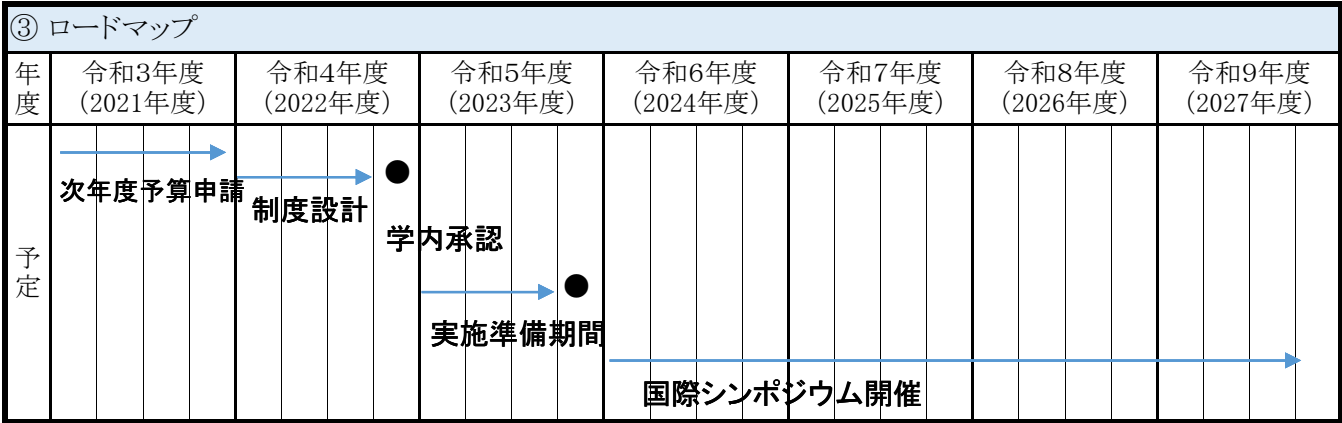 ③ ロードマップ
年度
令和3年度
（2021年度）
令和4年度
（2022年度）
令和5年度
（2023年度）
令和6年度
（2024年度）
令和7年度
（2025年度）
令和8年度
（2026年度）
令和9年度
（2027年度）
予定
次年度予算申請
制度設計
学内承認
実施準備期間
国際シンポジウム開催